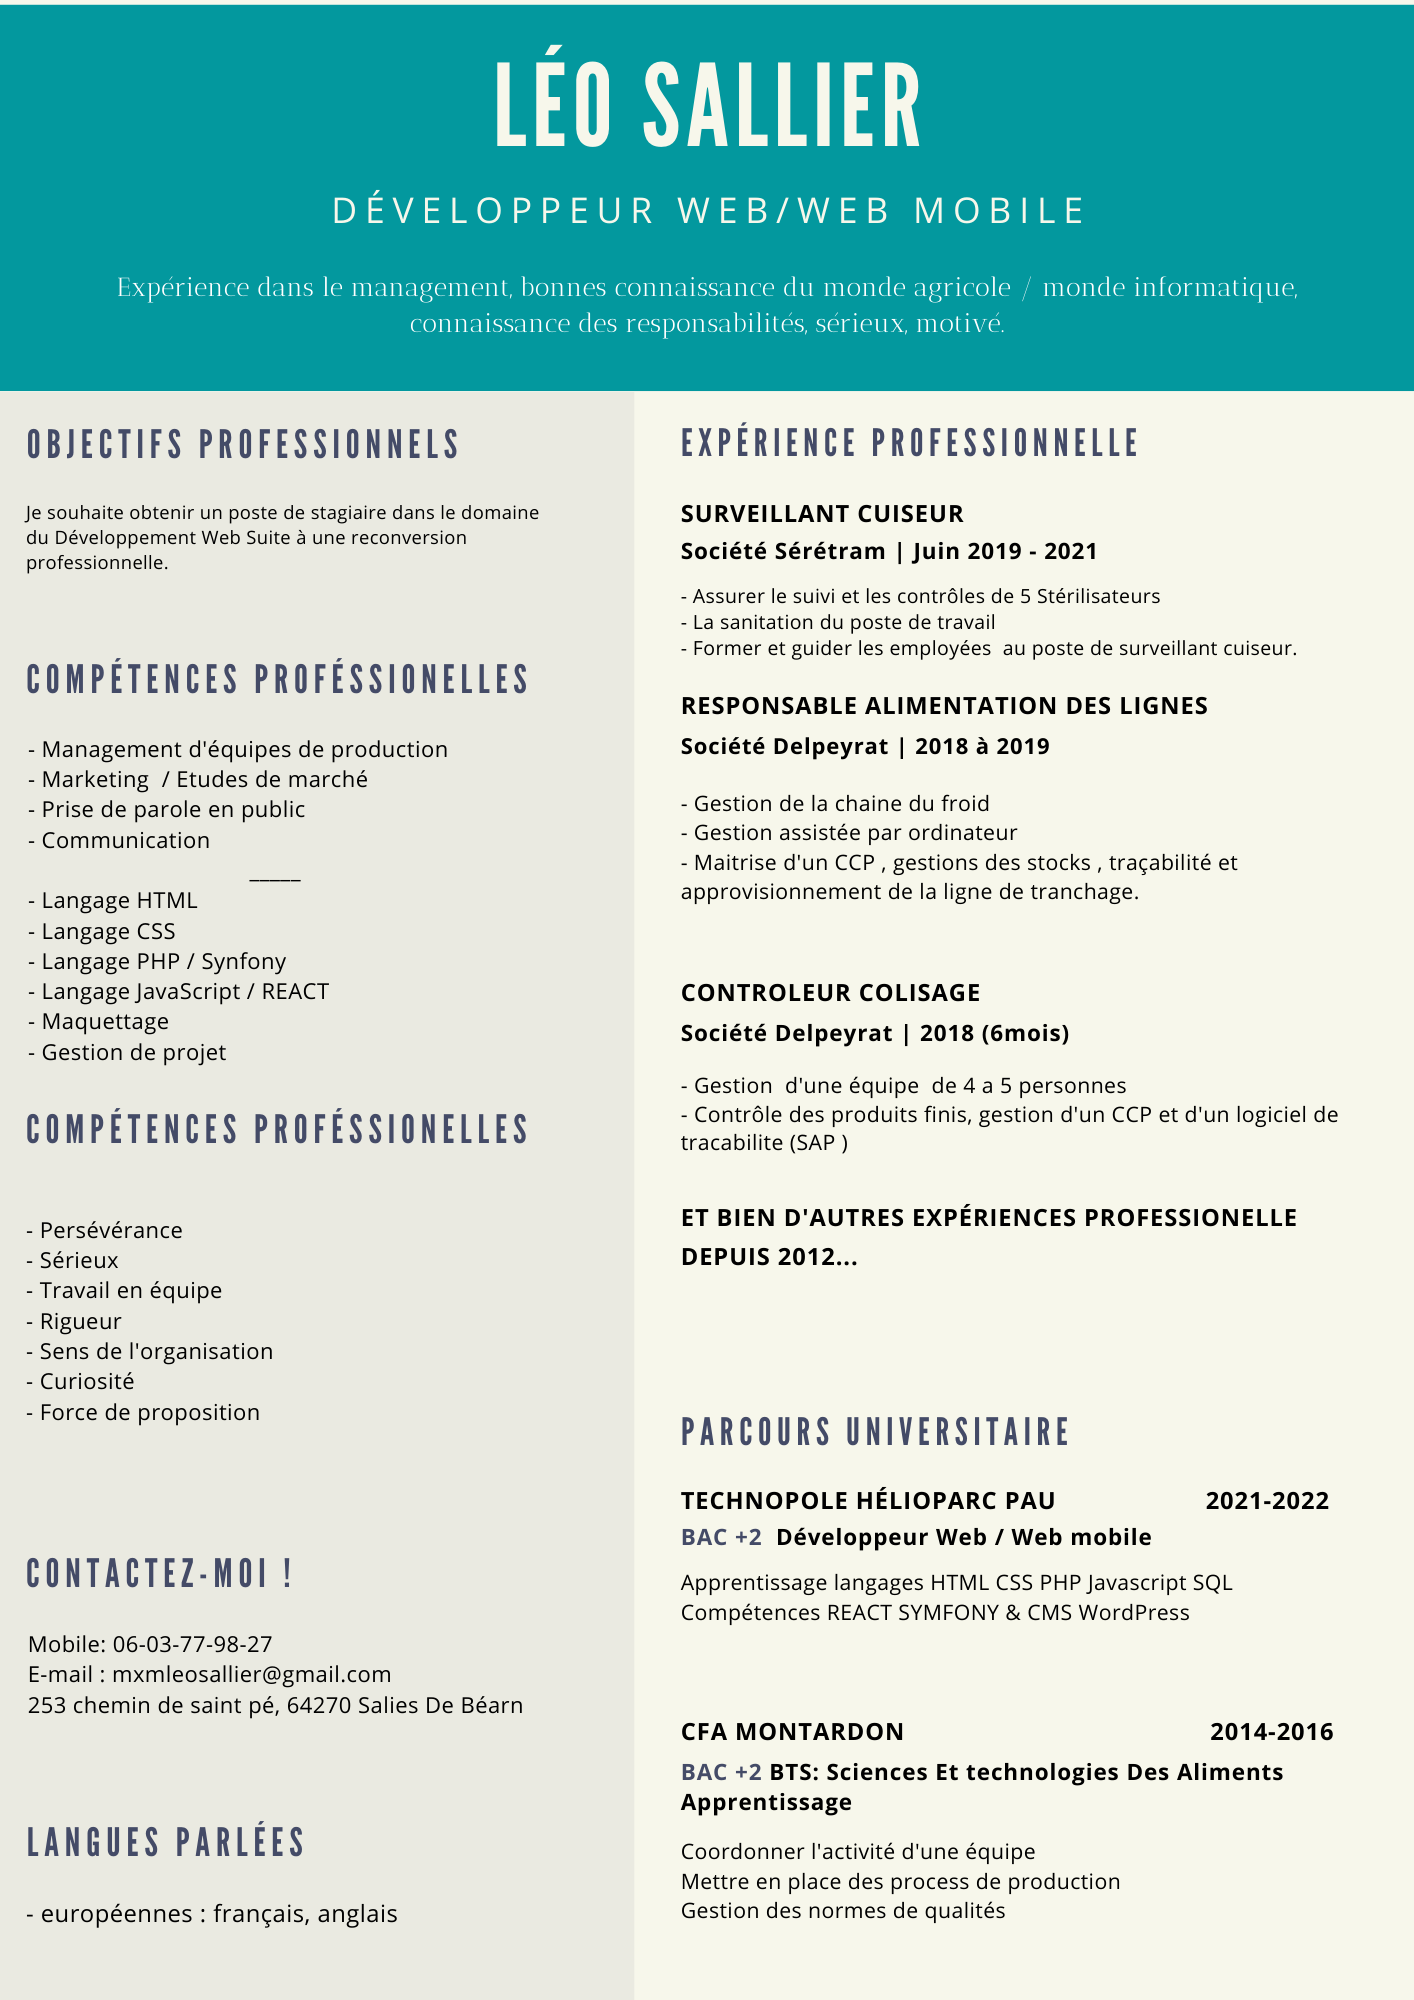 LÉO SALLIER
DÉVELOPPEUR WEB/WEB MOBILE
Expérience dans le management, bonnes connaissance du monde agricole / monde informatique,
connaissance des responsabilités, sérieux, motivé.
OBJECTIFS PROFESSIONNELS
Je souhaite obtenir un poste de stagiaire dans le domaine
du Développement Web Suite à une reconversion
professionnelle.
COMPÉTENCES PROFÉSSIONELLES
- Management d'équipes de production
- Marketing  / Etudes de marché
- Prise de parole en public
- Communication
_____
- Langage HTML
- Langage CSS
- Langage PHP / Synfony
- Langage JavaScript / REACT
- Maquettage
- Gestion de projet
COMPÉTENCES PROFÉSSIONELLES
- Persévérance
- Sérieux
- Travail en équipe
- Rigueur
- Sens de l'organisation
- Curiosité
- Force de proposition
CONTACTEZ-MOI !
Mobile: 06-03-77-98-27
E-mail : mxmleosallier@gmail.com
253 chemin de saint pé, 64270 Salies De Béarn
LANGUES PARLÉES
- européennes : français, anglais
EXPÉRIENCE PROFESSIONNELLE
SURVEILLANT CUISEUR
Société Sérétram | Juin 2019 - 2021
- Assurer le suivi et les contrôles de 5 Stérilisateurs
- La sanitation du poste de travail
- Former et guider les employées  au poste de surveillant cuiseur.
RESPONSABLE ALIMENTATION DES LIGNES
Société Delpeyrat | 2018 à 2019
- Gestion de la chaine du froid
- Gestion assistée par ordinateur
- Maitrise d'un CCP , gestions des stocks , traçabilité et
approvisionnement de la ligne de tranchage.
CONTROLEUR COLISAGE
Société Delpeyrat | 2018 (6mois)
- Gestion  d'une équipe  de 4 a 5 personnes
- Contrôle des produits finis, gestion d'un CCP et d'un logiciel de
tracabilite (SAP )
ET BIEN D'AUTRES EXPÉRIENCES PROFESSIONELLE
DEPUIS 2012...
PARCOURS UNIVERSITAIRE
TECHNOPOLE HÉLIOPARC PAU 2021-2022
BAC +2  Développeur Web / Web mobile
Apprentissage langages HTML CSS PHP Javascript SQL
Compétences REACT SYMFONY & CMS WordPress
CFA MONTARDON 2014-2016
BAC +2 BTS: Sciences Et technologies Des Aliments
Apprentissage
Coordonner l'activité d'une équipe
Mettre en place des process de production
Gestion des normes de qualités